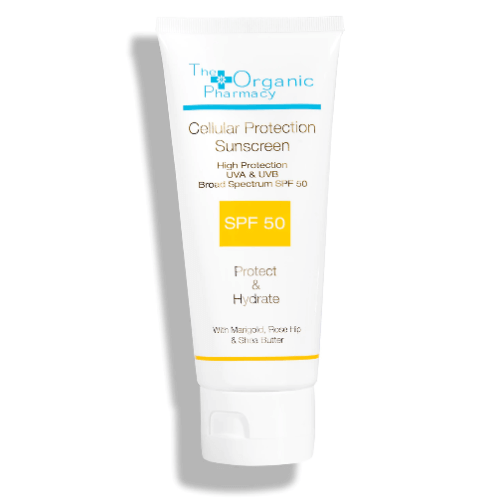 The Organic
Pharmacy
Cellular Protection
Sunscreen
High Protection
UVA & UVB
Broad Spectrum SPF 50
SPF 50
Protect
&
Hydrate
With Marigold, Rose Hip
& Shea Butter